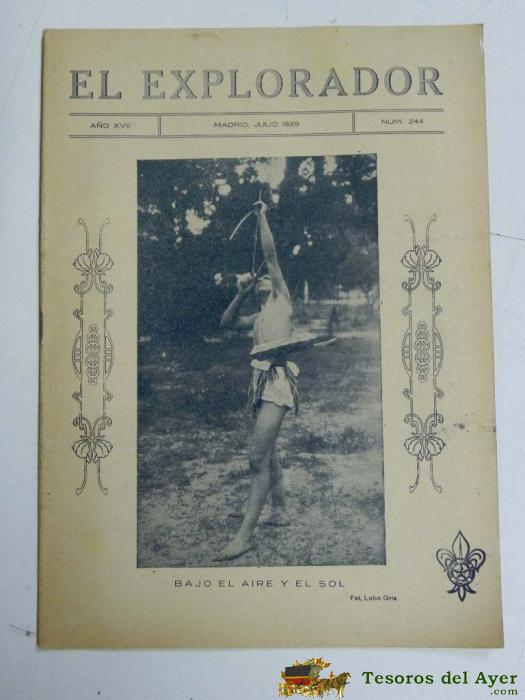 EL EXPLORADOR
AÑO XVII
MADRID, JULIO 1929
NÚM. 244
BAJO EL AIRE Y EL SOL
Fot. Lobo Gris
Tesoros del Ayer
.com